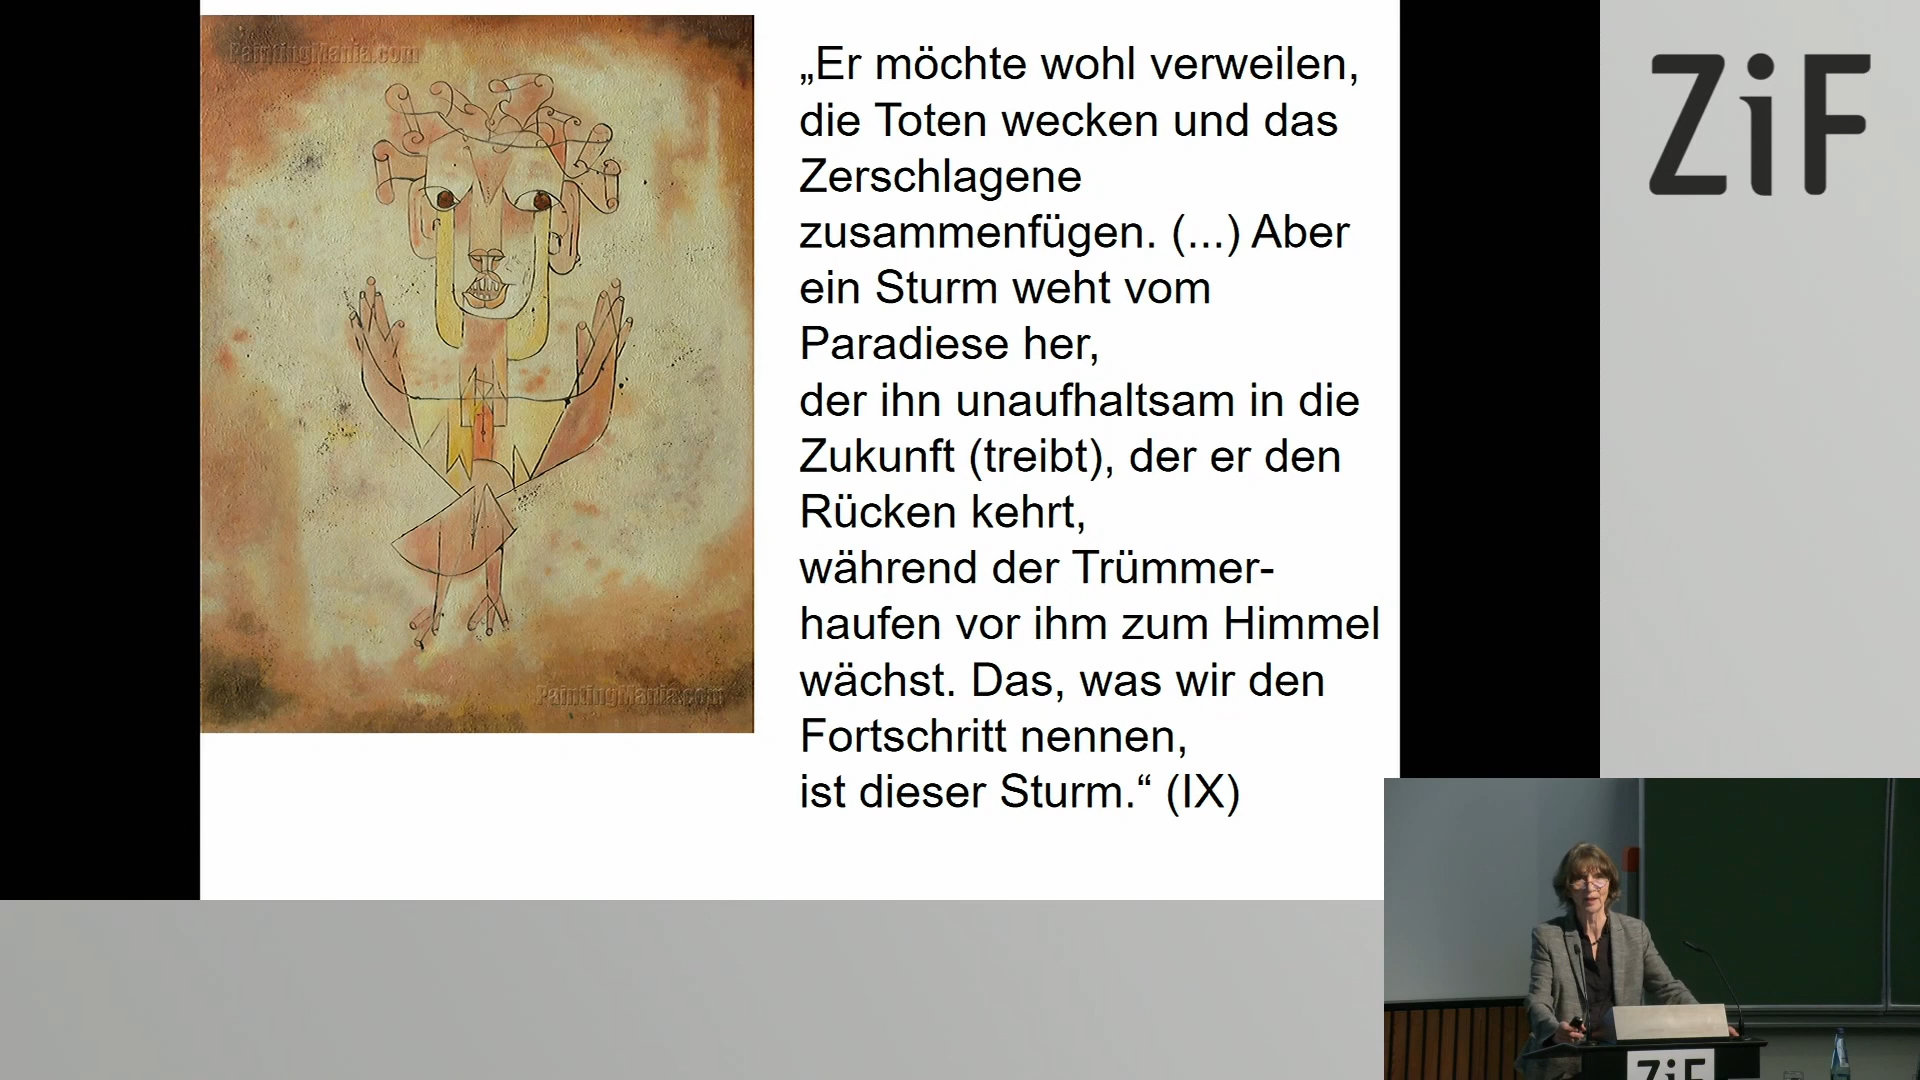 PaintingMania.com
„Er möchte wohl verweilen,
die Toten wecken und das
Zerschlagene
zusammenfügen. (...) Aber
ein Sturm weht vom
Paradiese her,
der ihn unaufhaltsam in die
Zukunft (treibt), der er den
Rücken kehrt,
während der Trümmer-
haufen vor ihm zum Himmel
wächst. Das, was wir den
Fortschritt nennen,
ist dieser Sturm.“ (IX)
PaintingMania.com
ZiF
ZiF